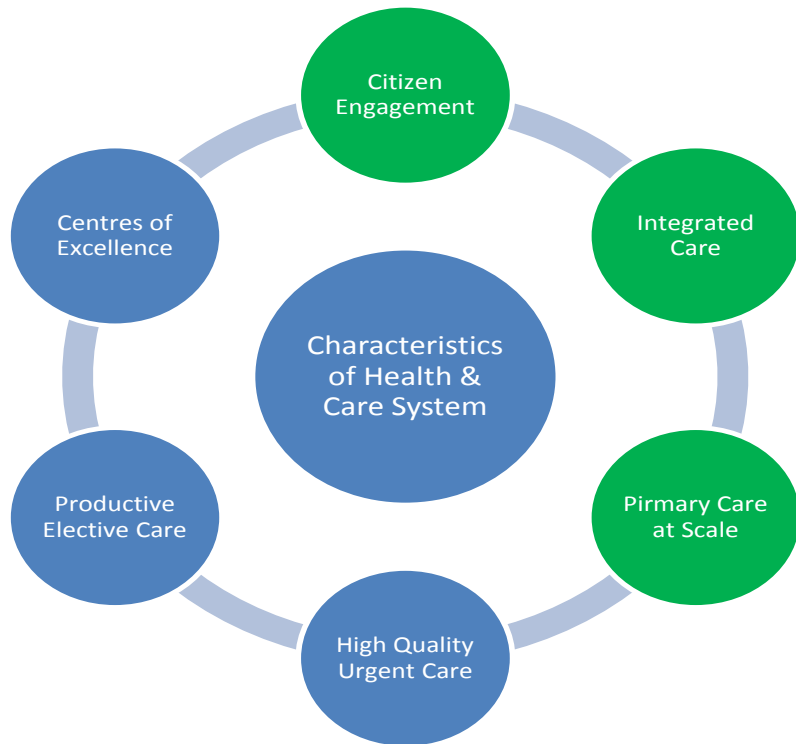 Citizen
Engagement
Integrated
Care
Pirmary Care
at Scale
High Quality
Urgent Care
Productive
Elective Care
Centres of
Excellence
Characteristics
of Health &
Care System